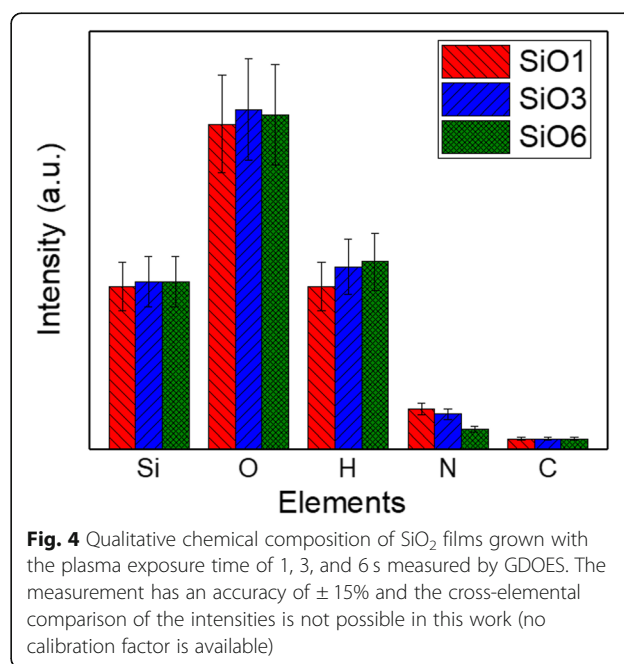 SiO1
SiO3
SiO6
Intensity (a.u.)
Si O H N C
Elements
Fig. 4 Qualitative chemical composition of SiO₂ films grown with
the plasma exposure time of 1, 3, and 6 s measured by GDOES. The
measurement has an accuracy of ± 15% and the cross-elemental
comparison of the intensities is not possible in this work (no
calibration factor is available)